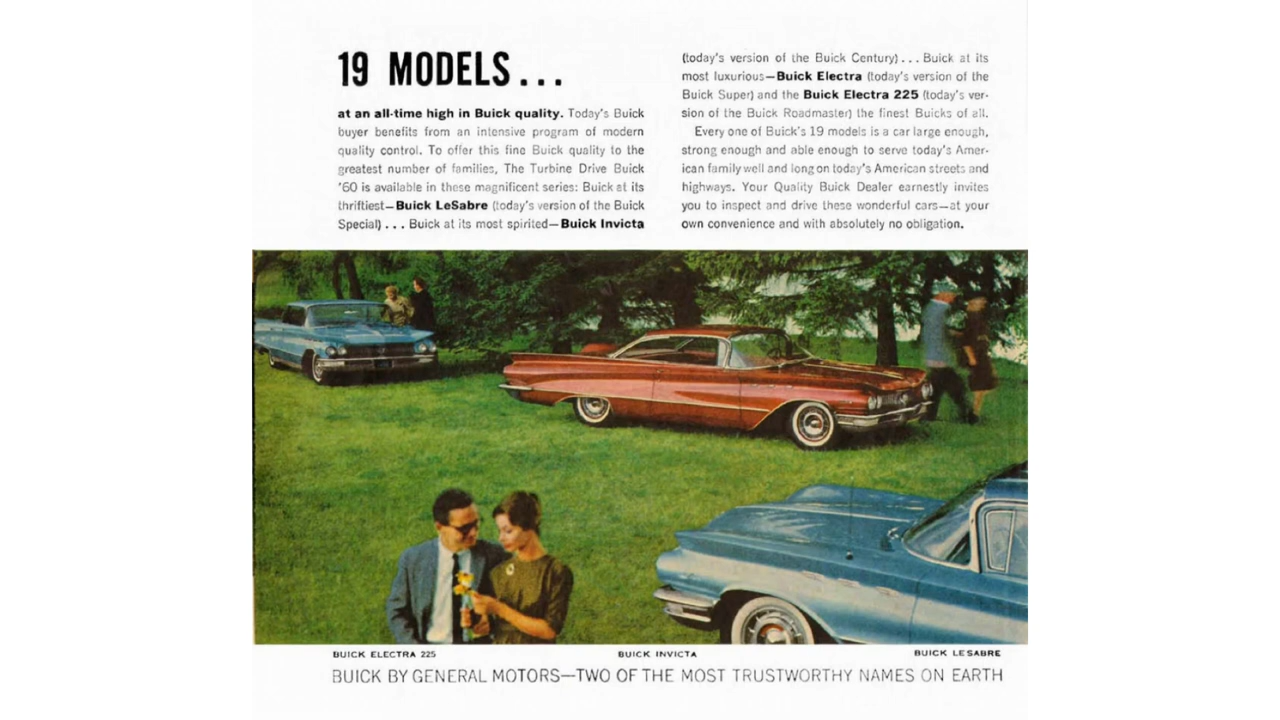 19 MODELS...
at an all-time high in Buick quality. Today's Buick
buyer benefits from an intensive program of modern
quality control. To offer this fine Buick quality to the
greatest number of families, The Turbine Drive Buick
'60 is available in these magnificent series: Buick at its
thriftiest—Buick LeSabre (today's version of the Buick
Special)... Buick at its most spirited—Buick Invicta
(today's version of the Buick Century)... Buick at its
most luxurious—Buick Electra (today's version of the
Buick Super) and the Buick Electra 225 (today's ver-
sion of the Buick Roadmaster) the finest Buicks of all.
Every one of Buick's 19 models is a car large enough,
strong enough and able enough to serve today's Amer-
ican family well and long on today's American streets and
highways. Your Quality Buick Dealer earnestly invites
you to inspect and drive these wonderful cars—at your
own convenience and with absolutely no obligation.
BUICK ELECTRA 225
BUICK INVICTA
BUICK LESABRE
BUICK BY GENERAL MOTORS—TWO OF THE MOST TRUSTWORTHY NAMES ON EARTH